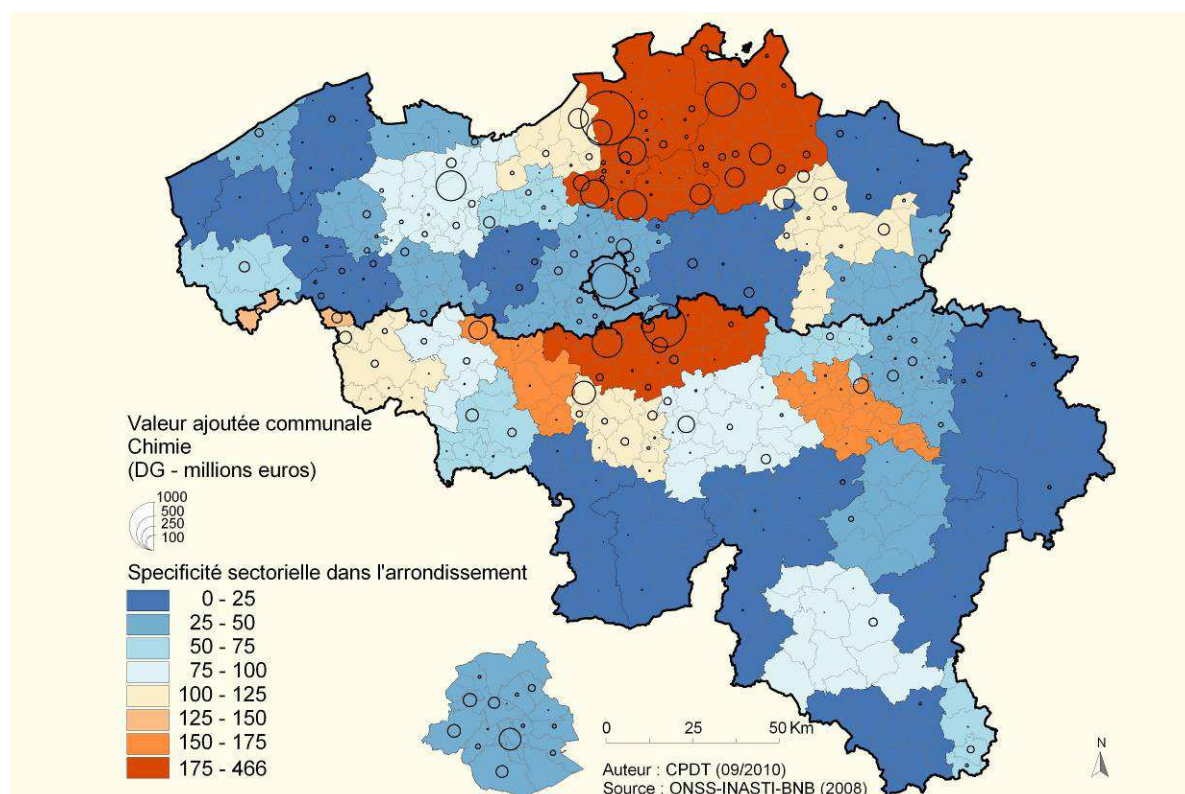 Valeur ajoutée communale
Chimie
(DG - millions euros)
1000
500
250
100
Specificité sectorielle dans l'arrondissement
0 - 25
25 - 50
50 - 75
75 - 100
100 - 125
125 - 150
150 - 175
175 - 466
0 25 50 Km
Auteur : CPDT (09/2010)
Source : ONSS-INASTI-BNB (2008)
N